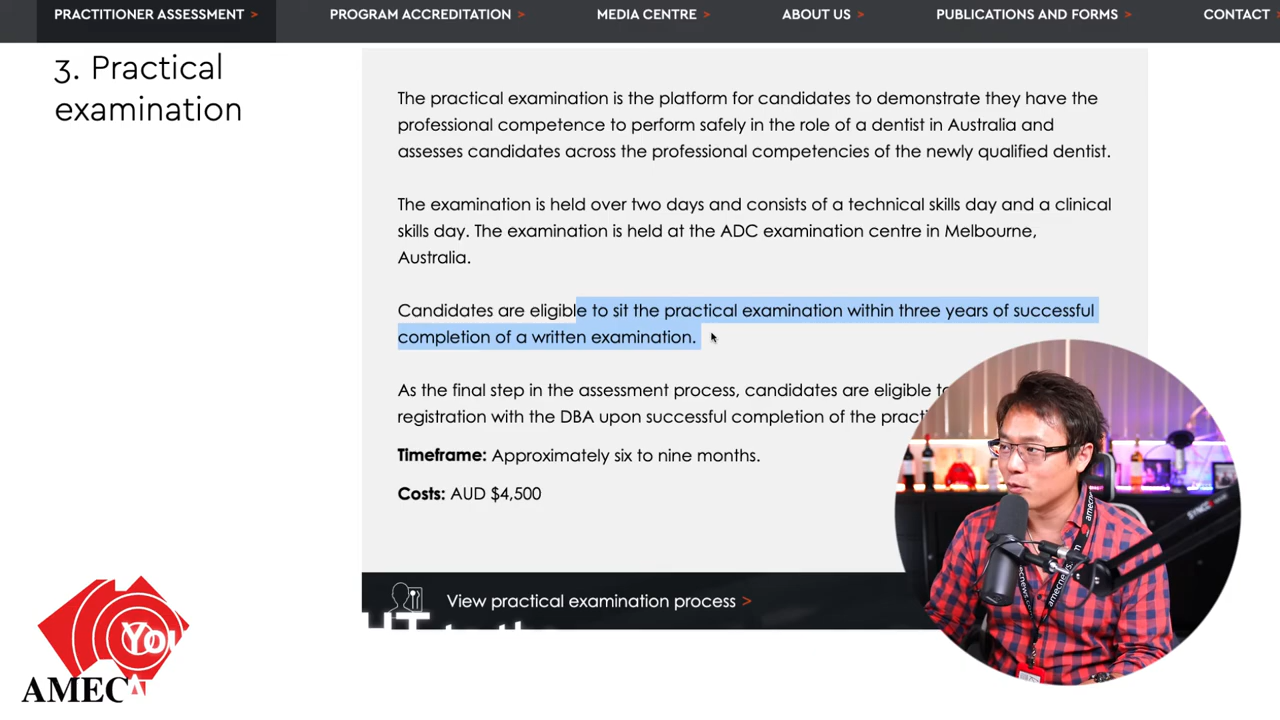 PRACTITIONER ASSESSMENT >
PROGRAM ACCREDITATION >
MEDIA CENTRE >
ABOUT US >
PUBLICATIONS AND FORMS >
CONTACT >
3. Practical
examination
The practical examination is the platform for candidates to demonstrate they have the
professional competence to perform safely in the role of a dentist in Australia and
assesses candidates across the professional competencies of the newly qualified dentist.
The examination is held over two days and consists of a technical skills day and a clinical
skills day. The examination is held at the ADC examination centre in Melbourne,
Australia.
Candidates are eligible to sit the practical examination within three years of successful
completion of a written examination.
As the final step in the assessment process, candidates are eligible
registration with the DBA upon successful completion of the
Timeframe: Approximately six to nine months.
Costs: AUD $4,500
View practical examination process >
to the
AMEC
amecnews.com